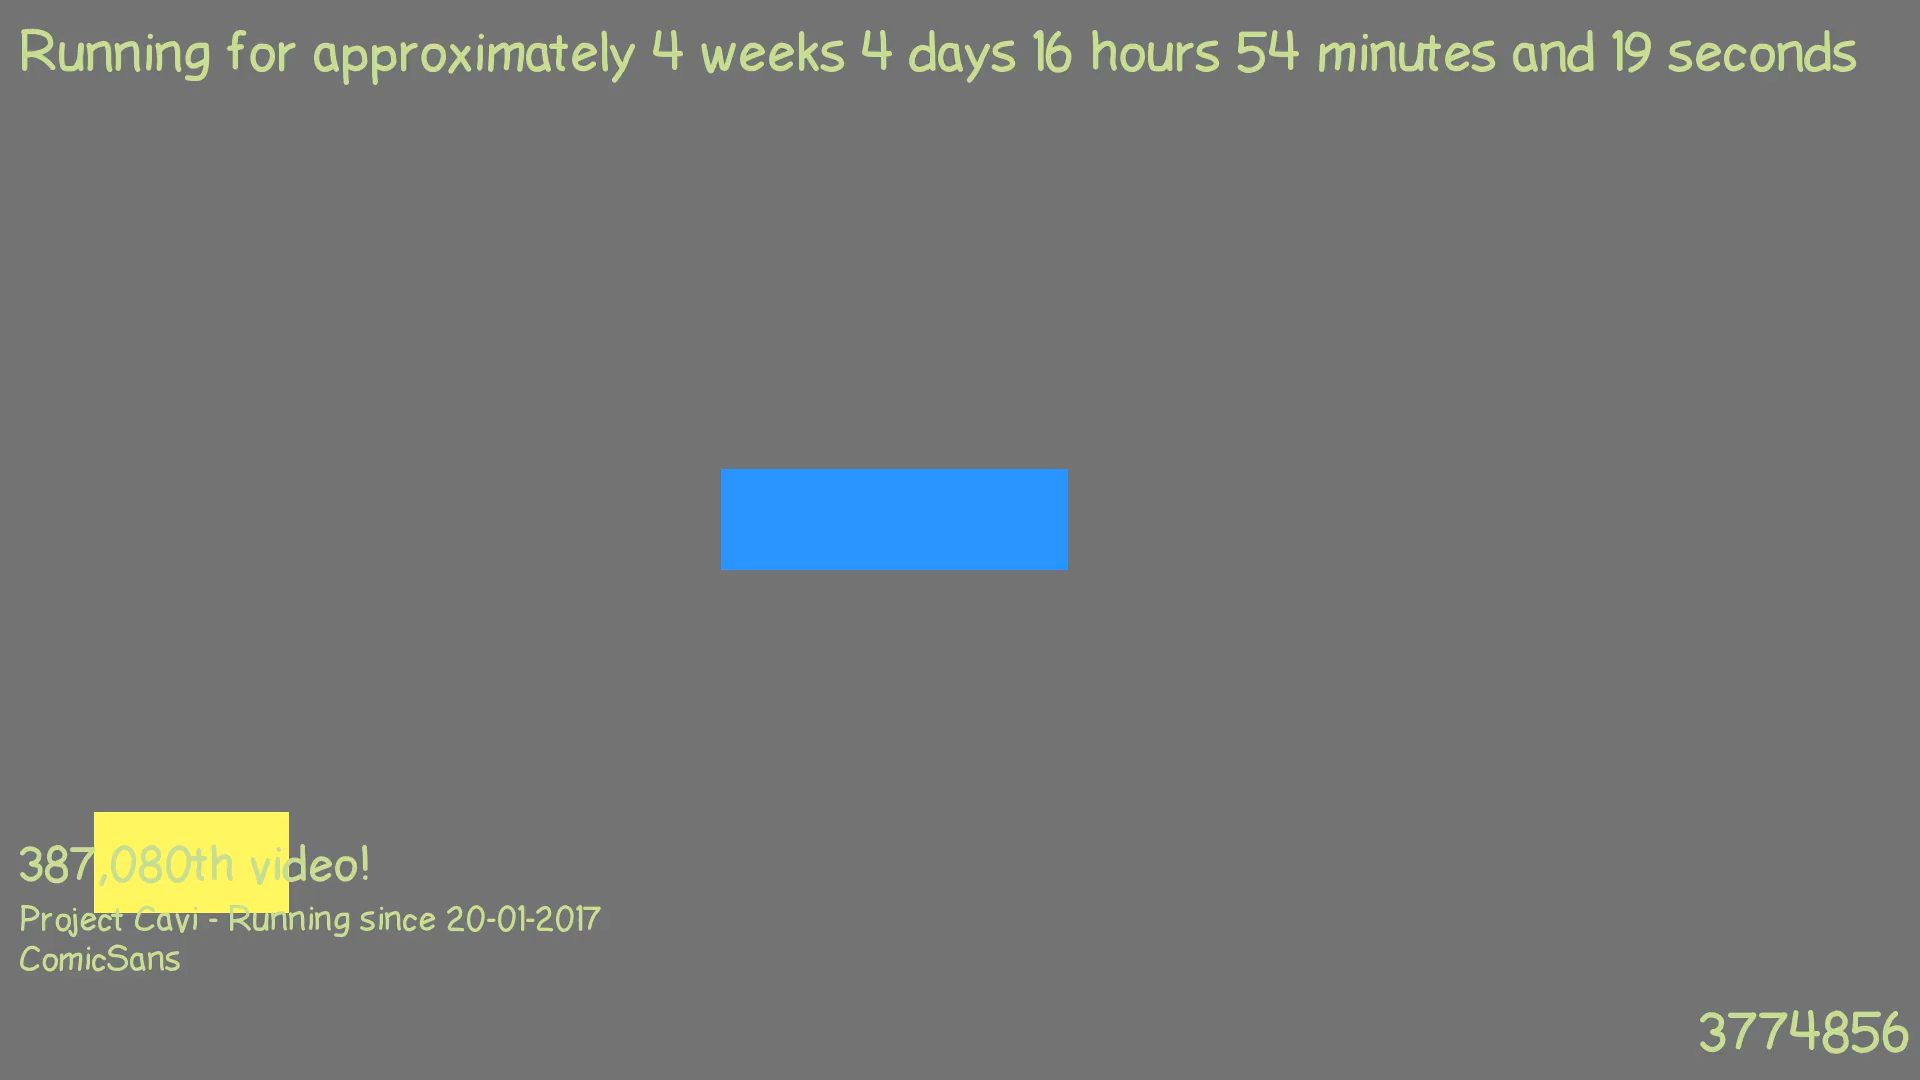 Running for approximately 4 weeks 4 days 16 hours 54 minutes and 19 seconds
387,080th video!
Project Cavi - Running since 20-01-2017
ComicSans
3774856